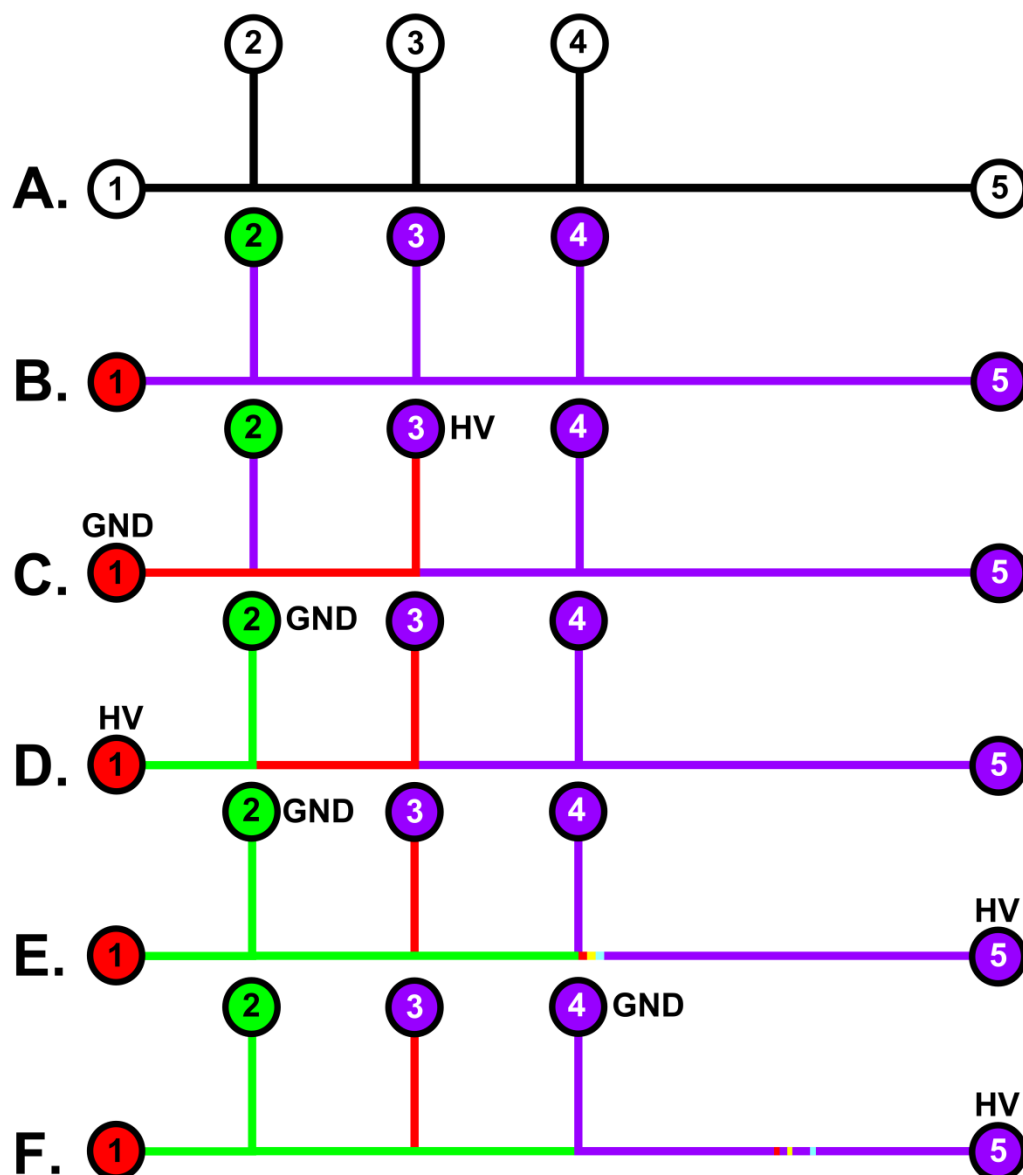 2 3 4
A. 1 5
2 3 4
B. 1 5
2 3 HV 4
GND
C. 1 5
2 GND 3 4
HV
D. 1 5
2 GND 3 4
HV
E. 1 5
2 3 4 GND
HV
F. 1 5